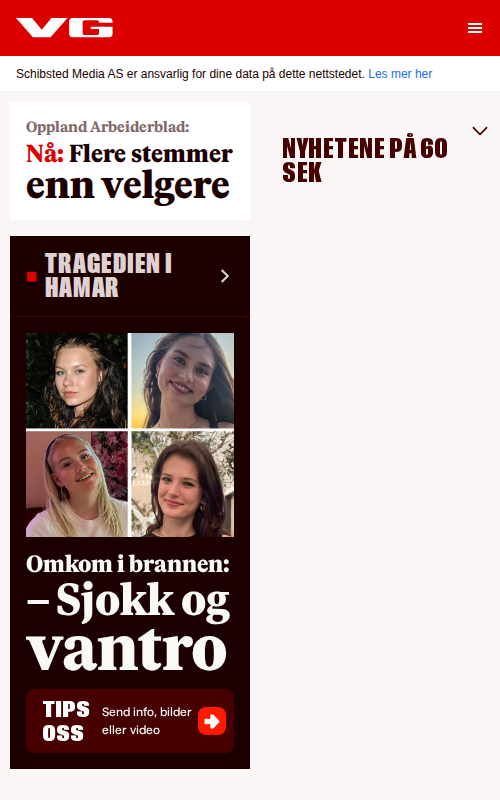 VG
Schibsted Media AS er ansvarlig for dine data på dette nettstedet. Les mer her
Oppland Arbeiderblad:
Nå: Flere stemmer
enn velgere
NYHETENE PÅ 60
SEK
TRAGEDIEN I
HAMAR
Omkom i brannen:
– Sjokk og
vantro
TIPS
OSS
Send info, bilder
eller video